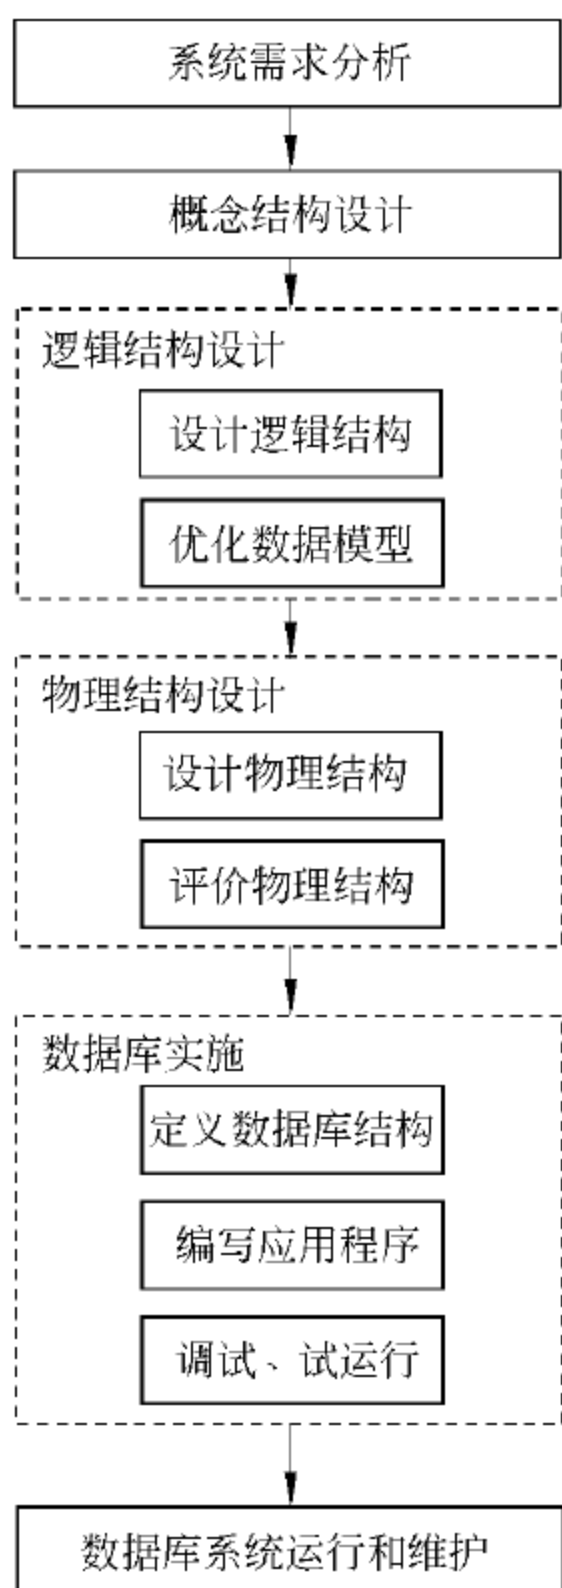 系统需求分析
概念结构设计
逻辑结构设计
设计逻辑结构
优化数据模型
物理结构设计
设计物理结构
评价物理结构
数据库实施
定义数据库结构
编写应用程序
调试、试运行
数据库系统运行和维护